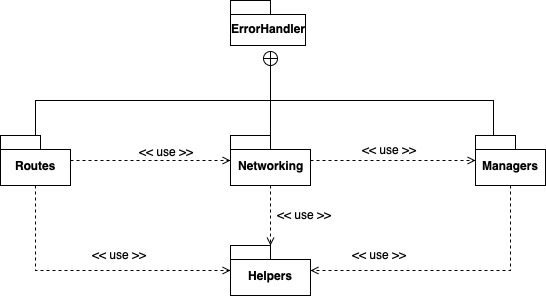 ErrorHandler
Routes
<< use >>
Networking
<< use >>
Managers
<< use >>
<< use >>
<< use >>
Helpers